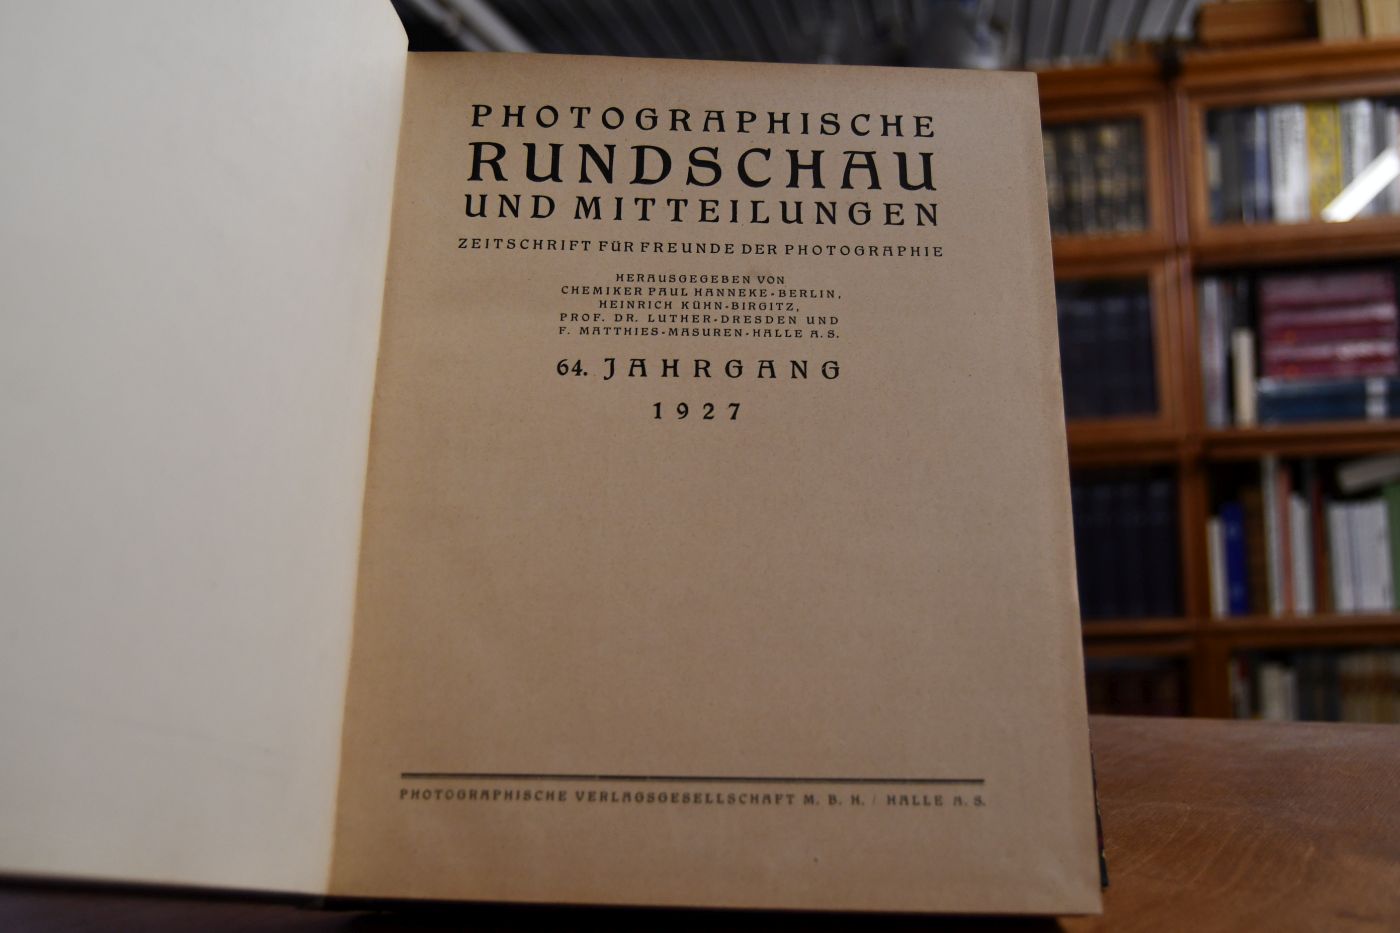 PHOTOGRAPHISCHE
RUNDSCHAU
UND MITTEILUNGEN
ZEITSCHRIFT FÜR FREUNDE DER PHOTOGRAPHIE
HERAUSGEGEBEN VON
CHEMIKER PAUL HANNEKE-BERLIN,
HEINRICH KÜHN-BIRGITZ,
PROF. DR. LUTHER-DRESDEN UND
F. MATTHIES-MASUREN-HALLE A. S.
64. JAHRGANG
1927
PHOTOGRAPHISCHE VERLAGSGESELLSCHAFT M. B. H. / HALLE A. S.